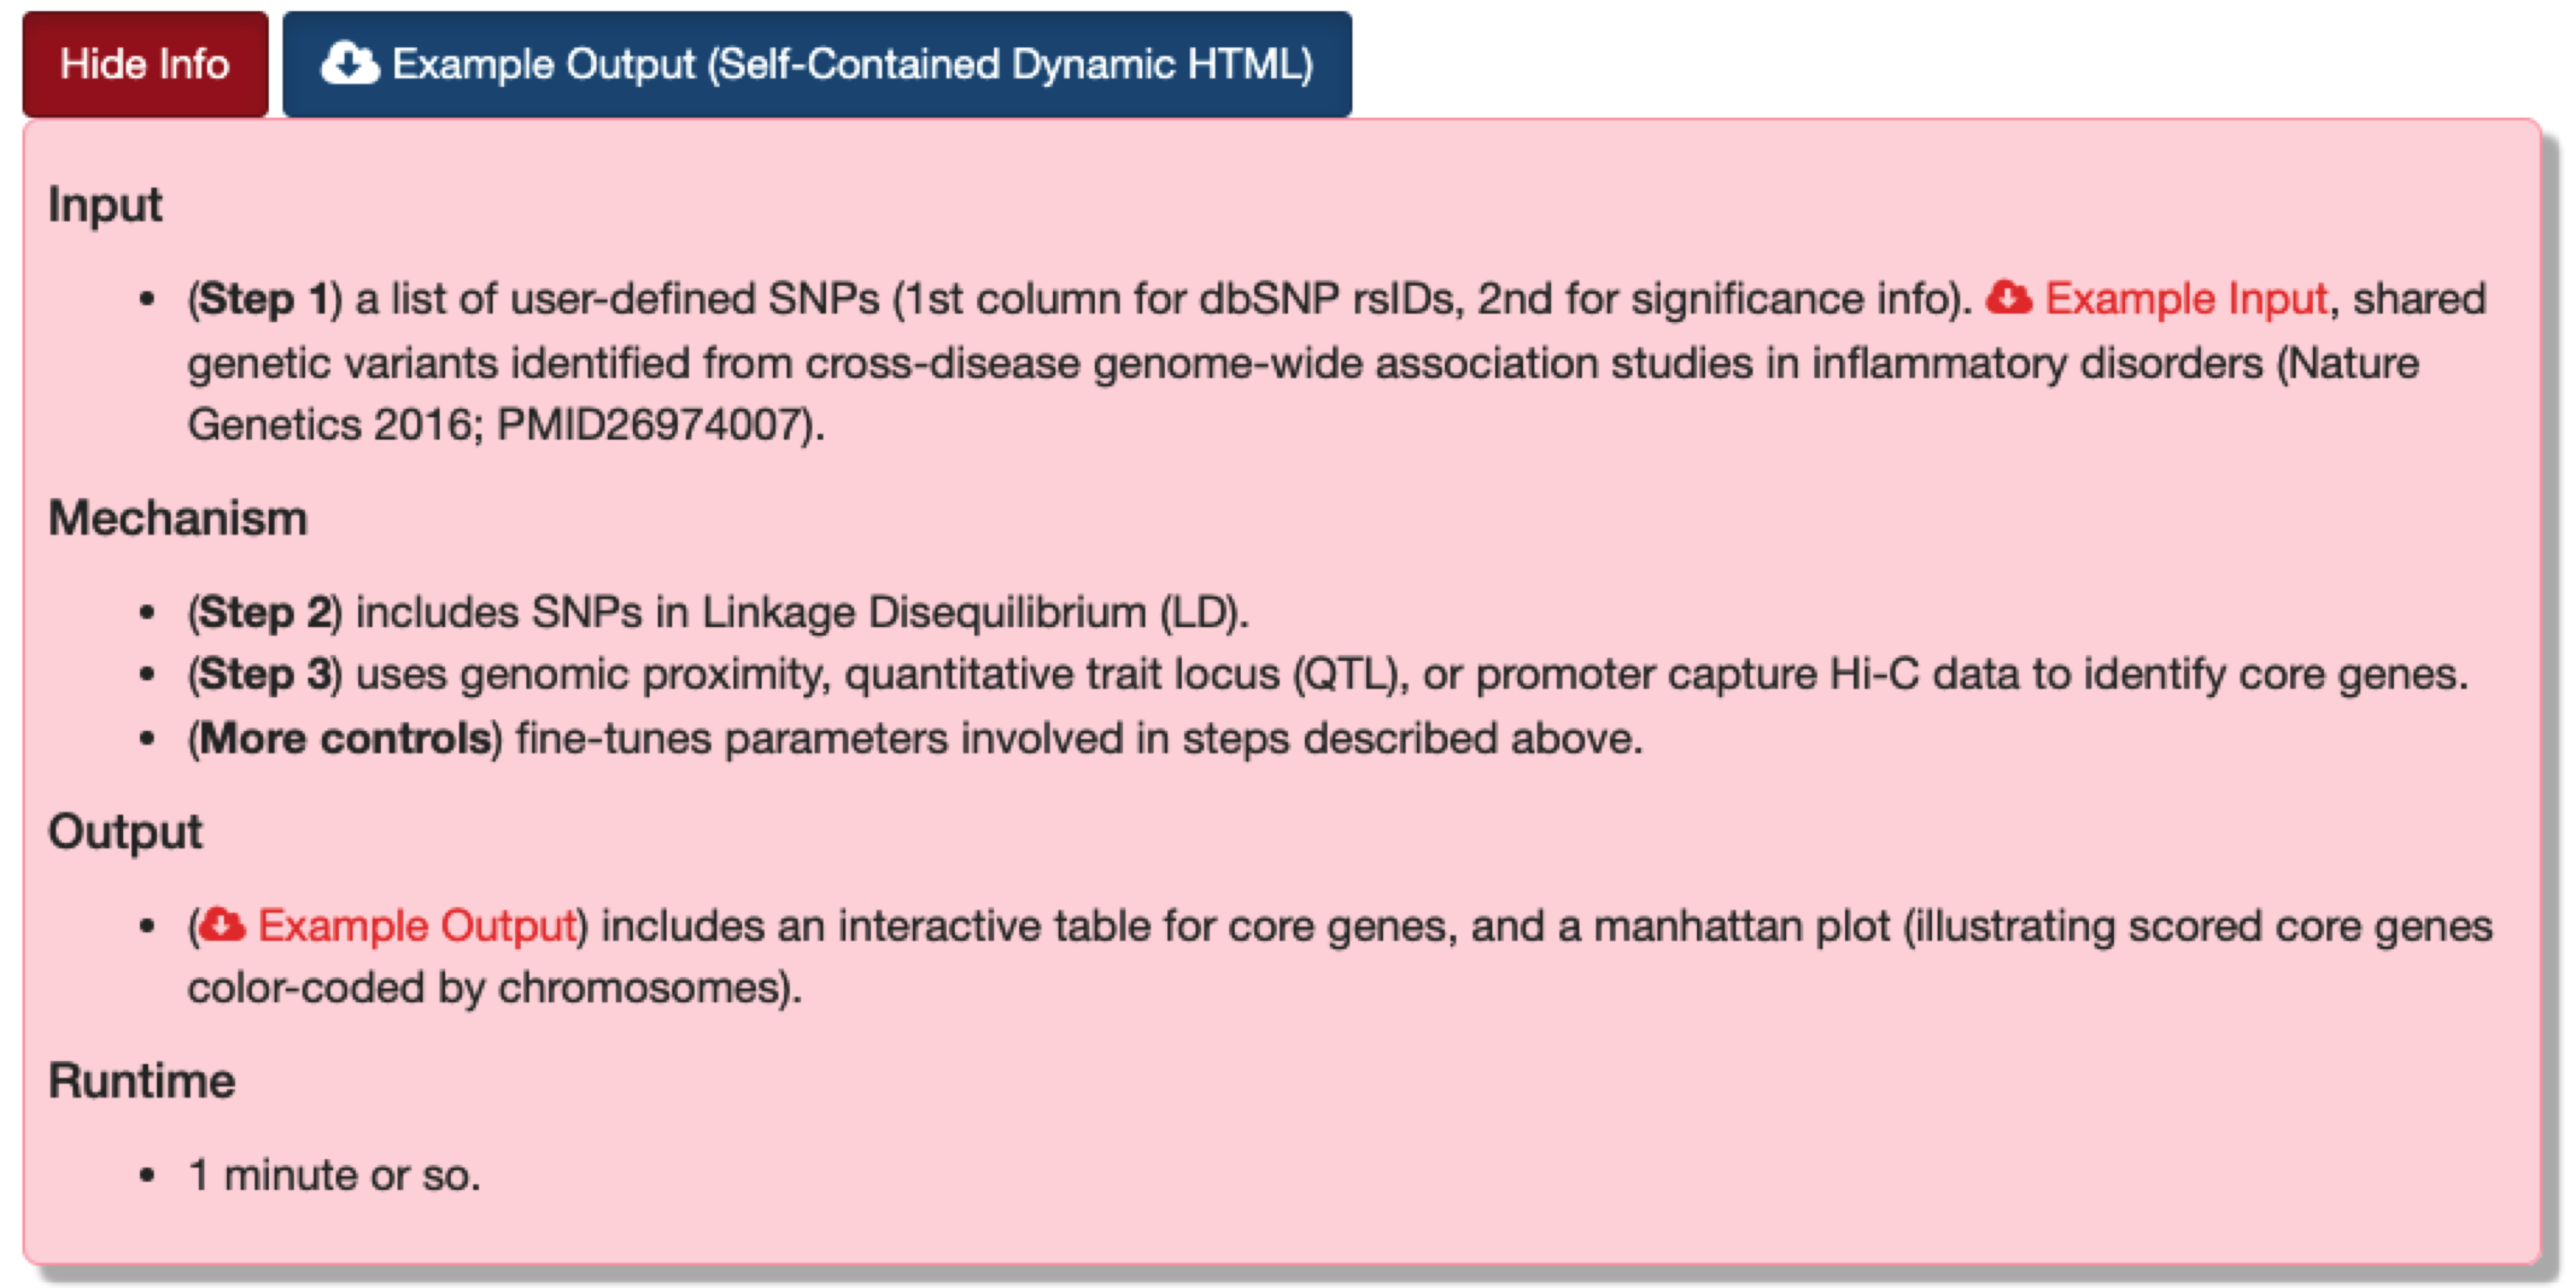 Hide Info
Example Output (Self-Contained Dynamic HTML)
Input
• (Step 1) a list of user-defined SNPs (1st column for dbSNP rsIDs, 2nd for significance info). Example Input, shared
genetic variants identified from cross-disease genome-wide association studies in inflammatory disorders (Nature
Genetics 2016; PMID26974007).
Mechanism
• (Step 2) includes SNPs in Linkage Disequilibrium (LD).
• (Step 3) uses genomic proximity, quantitative trait locus (QTL), or promoter capture Hi-C data to identify core genes.
• (More controls) fine-tunes parameters involved in steps described above.
Output
• (Example Output) includes an interactive table for core genes, and a manhattan plot (illustrating scored core genes
color-coded by chromosomes).
Runtime
• 1 minute or so.